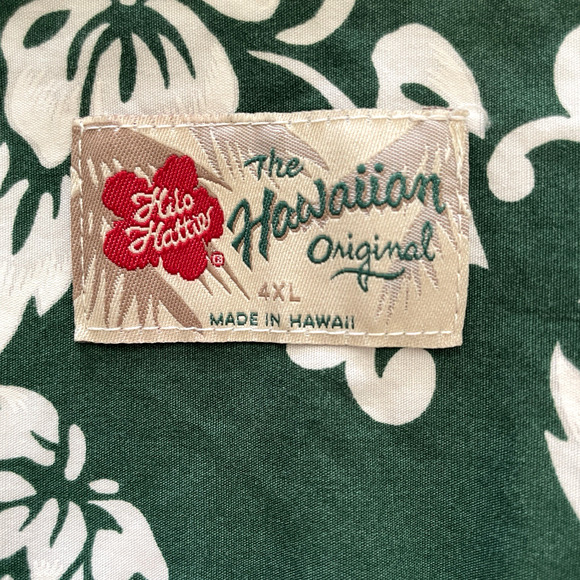 Hilo
Hattie
®
The
Hawaiian
Original
4XL
MADE IN HAWAII